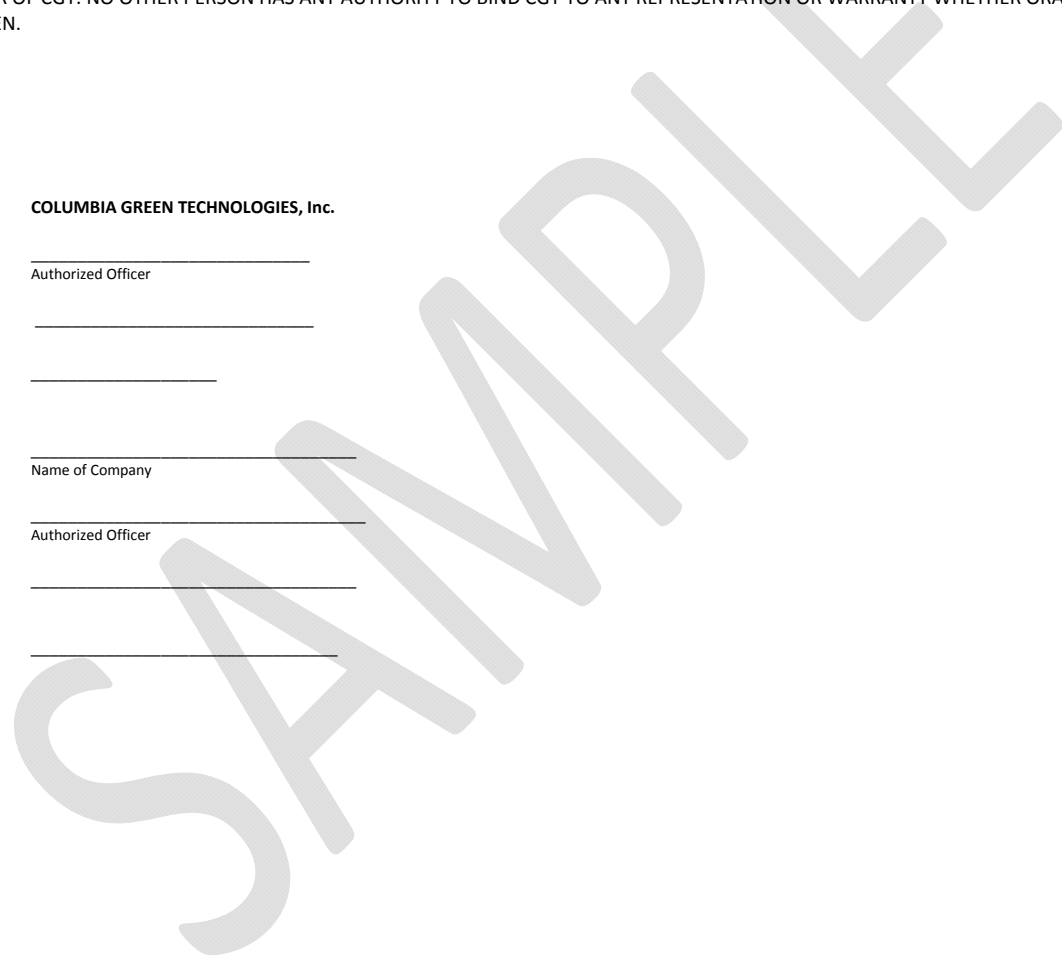 R OF CGT. NO OTHER PERSON HAS ANY AUTHORITY TO BIND CGT TO ANY REPRESENTATION OR WARRANTY WHETHER
EN.
COLUMBIA GREEN TECHNOLOGIES, Inc.
Authorized Officer
Name of Company
Authorized Officer
SAMPLE